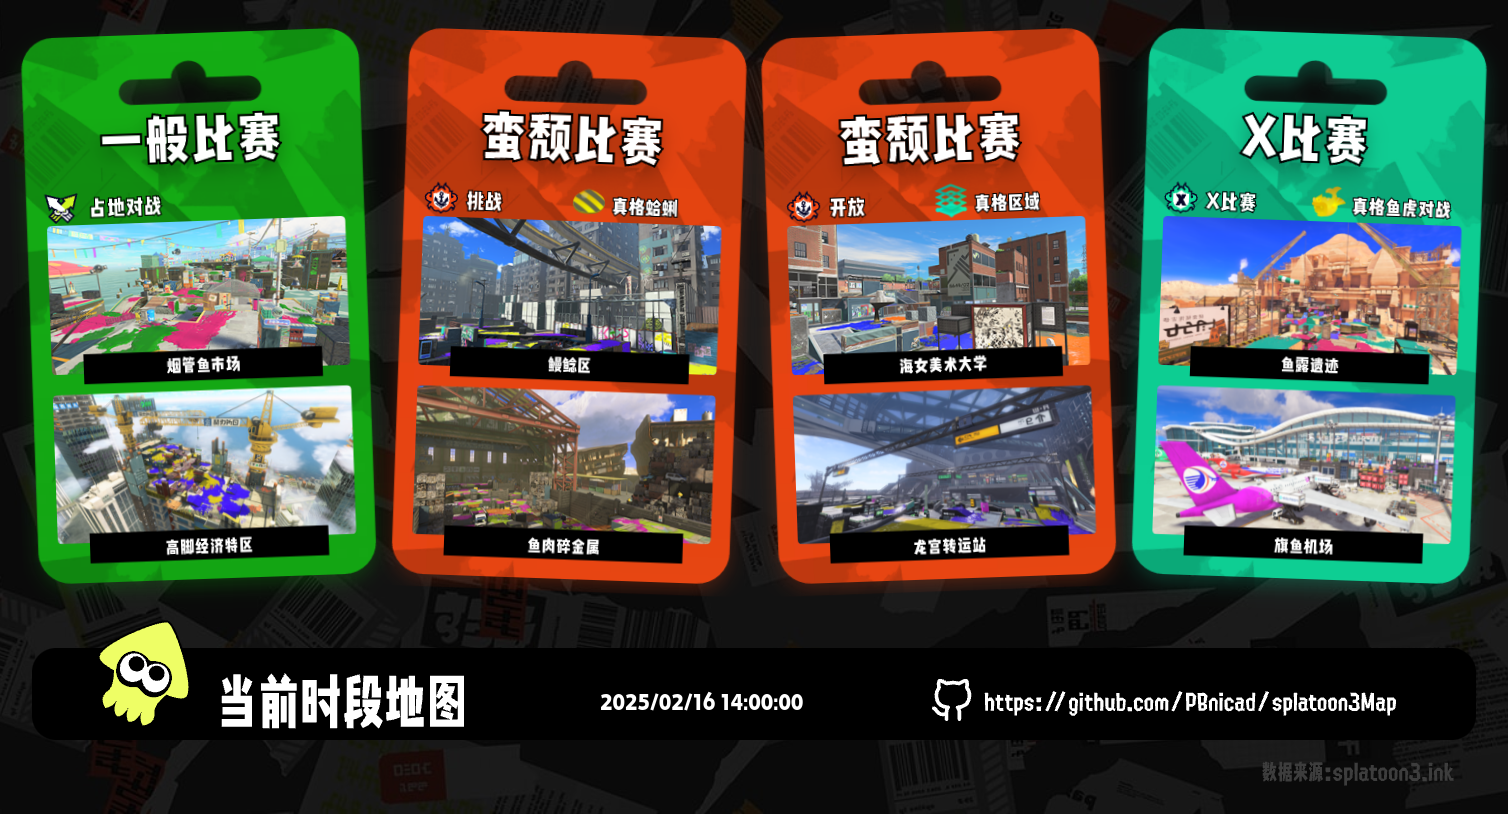 一般比赛
占地对战
烟管鱼市场
高脚经济特区
蛮颓比赛
挑战
真格蛤蜊
鳗鲶区
鱼肉碎金属
蛮颓比赛
开放
真格区域
海女美术大学
龙宫转运站
X比赛
X比赛
真格鱼虎对战
鱼露遗迹
旗鱼机场
当前时段地图
2025/02/16 14:00:00
https://github.com/PBnicad/splatoon3Map
数据来源:splatoon3.ink